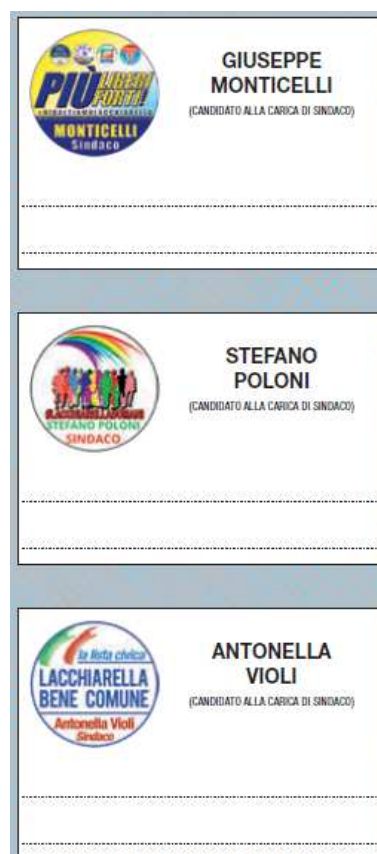 PIÙ LIBERI
FORTI!
MONTICELLI
Sindaco
GIUSEPPE
MONTICELLI
(CANDIDATO ALLA CARICA DI SINDACO)
STEFANO POLONI
SINDACO
STEFANO
POLONI
(CANDIDATO ALLA CARICA DI SINDACO)
la lista civica
LACCHIARELLA
BENE COMUNE
Antonella Violi
Sindaco
ANTONELLA
VIOLI
(CANDIDATO ALLA CARICA DI SINDACO)